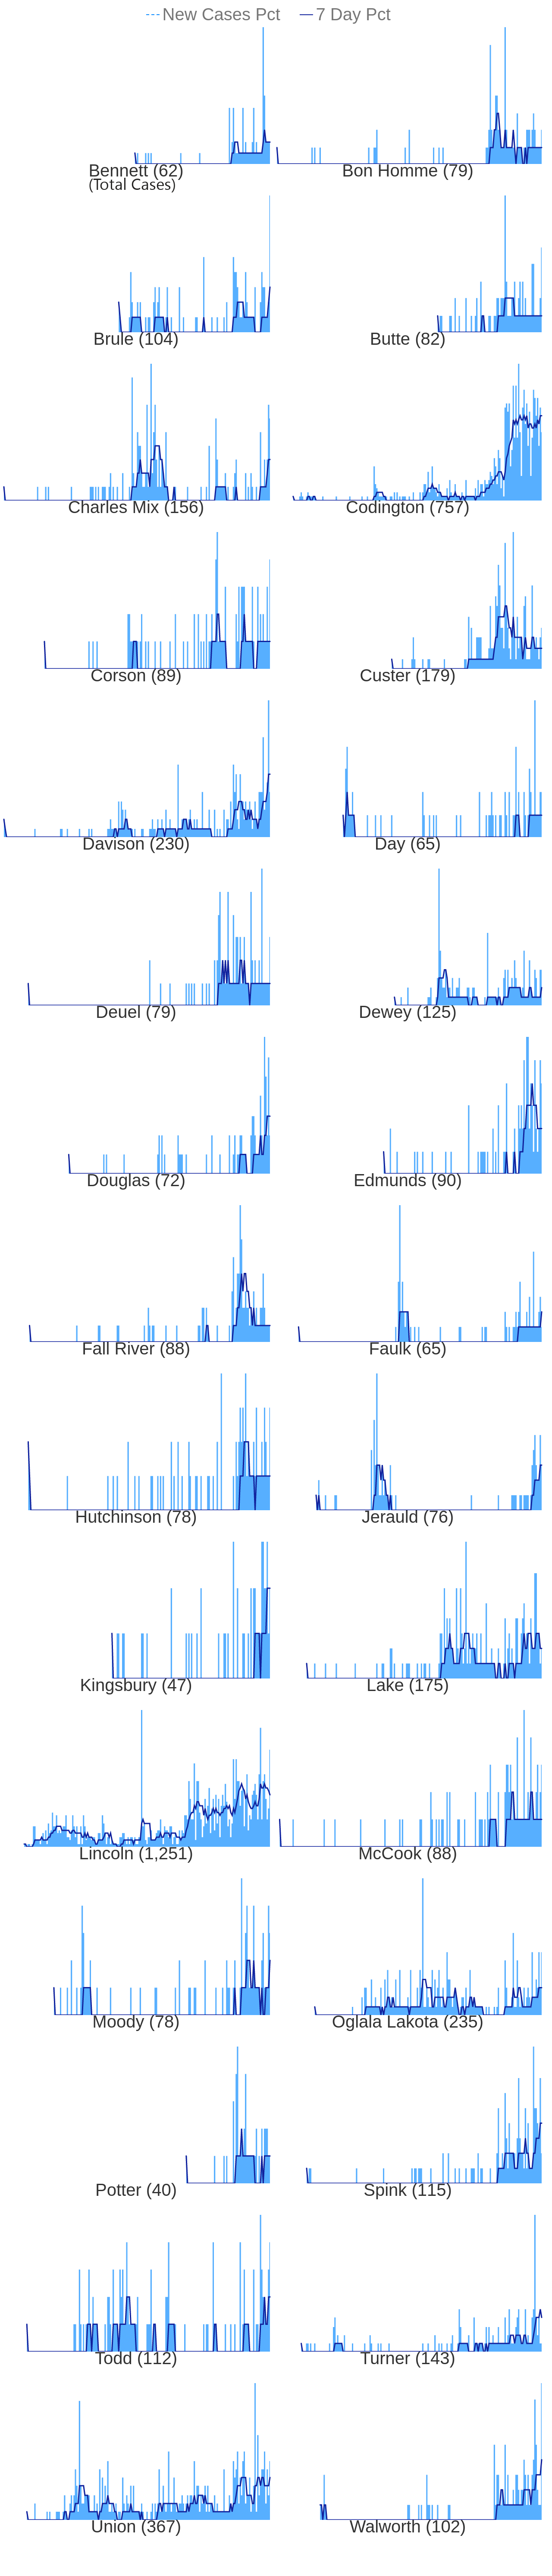 New Cases Pct 7 Day Pct
Bennett (62) Bon Homme (79)
(Total Cases)
Brule (104) Butte (82)
Charles Mix (156) Codington (757)
Corson (89) Custer (179)
Davison (230) Day (65)
Deuel (79) Dewey (125)
Douglas (72) Edmunds (90)
Fall River (88) Faulk (65)
Hutchinson (78) Jerauld (76)
Kingsbury (47) Lake (175)
Lincoln (1,251) McCook (88)
Moody (78) Oglala Lakota (235)
Potter (40) Spink (115)
Todd (112) Turner (143)
Union (367) Walworth (102)